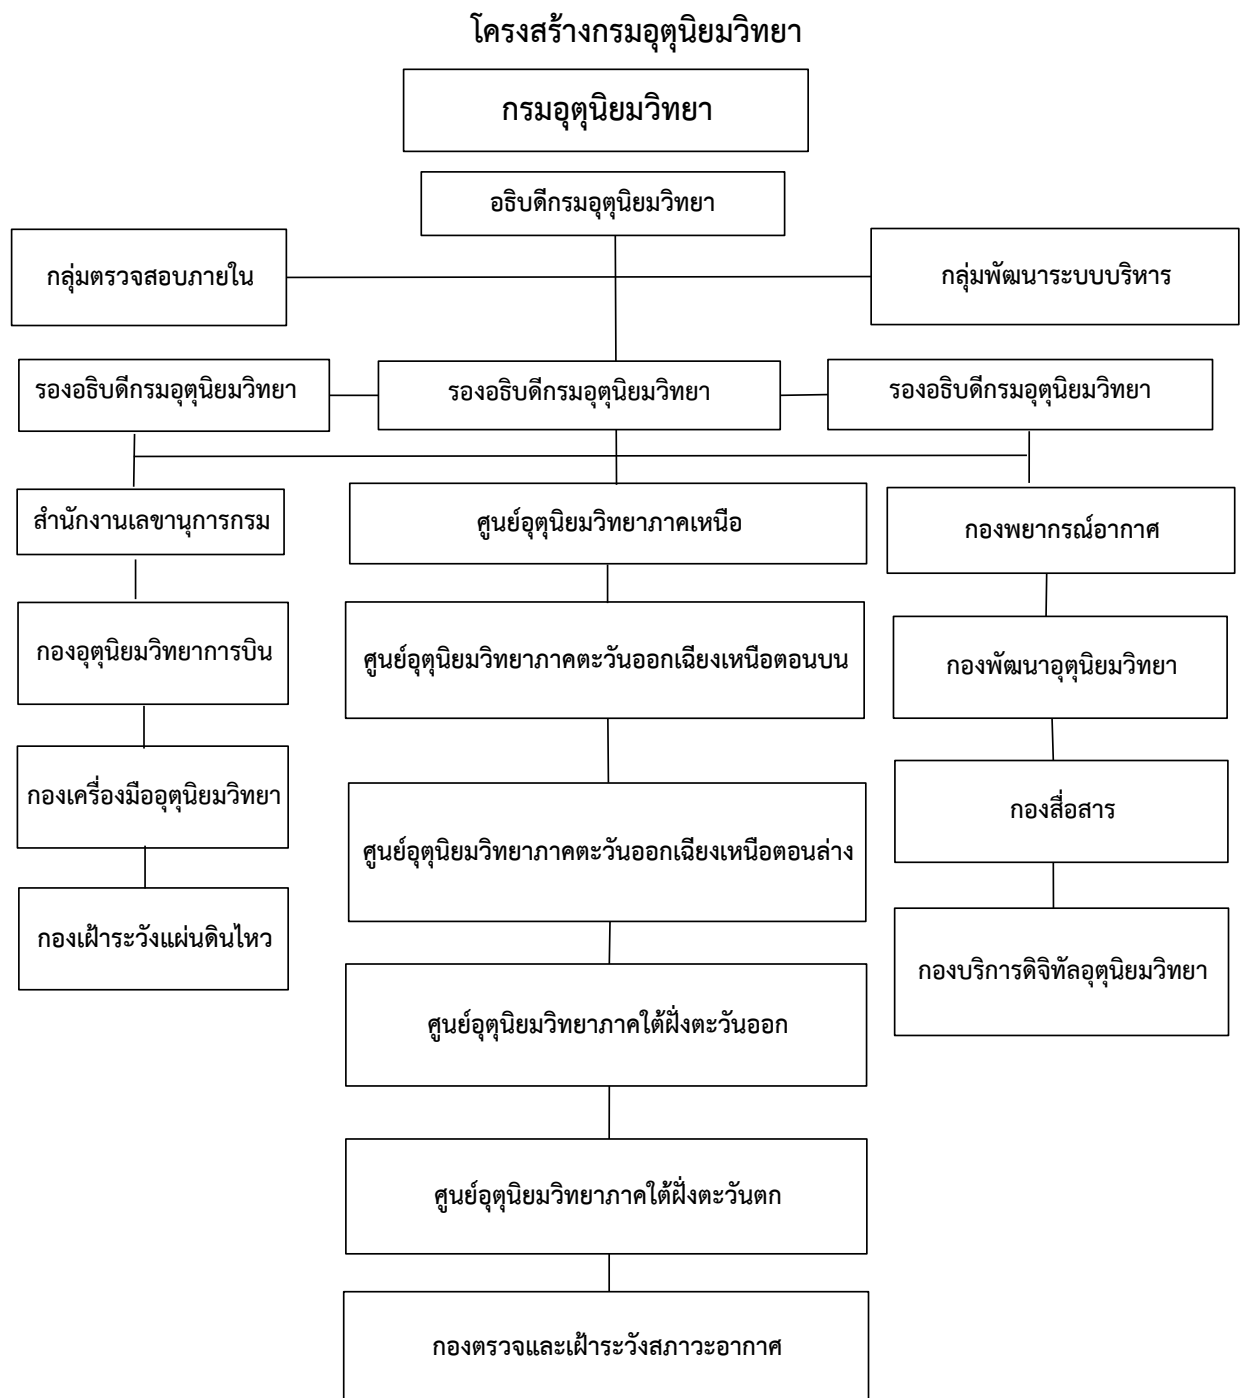 โครงสร้างกรมอุตุนิยมวิทยา
กรมอุตุนิยมวิทยา
อธิบดีกรมอุตุนิยมวิทยา
กลุ่มตรวจสอบภายใน
กลุ่มพัฒนาระบบบริหาร
รองอธิบดีกรมอุตุนิยมวิทยา
รองอธิบดีกรมอุตุนิยมวิทยา
รองอธิบดีกรมอุตุนิยมวิทยา
สำนักงานเลขานุการกรม
ศูนย์อุตุนิยมวิทยาภาคเหนือ
กองพยากรณ์อากาศ
กองอุตุนิยมวิทยาการบิน
ศูนย์อุตุนิยมวิทยาภาคตะวันออกเฉียงเหนือตอนบน
กองพัฒนาอุตุนิยมวิทยา
กองเครื่องมืออุตุนิยมวิทยา
ศูนย์อุตุนิยมวิทยาภาคตะวันออกเฉียงเหนือตอนล่าง
กองสื่อสาร
กองเฝ้าระวังแผ่นดินไหว
กองบริการดิจิทัลอุตุนิยมวิทยา
ศูนย์อุตุนิยมวิทยาภาคใต้ฝั่งตะวันออก
ศูนย์อุตุนิยมวิทยาภาคใต้ฝั่งตะวันตก
กองตรวจและเฝ้าระวังสภาวะอากาศ